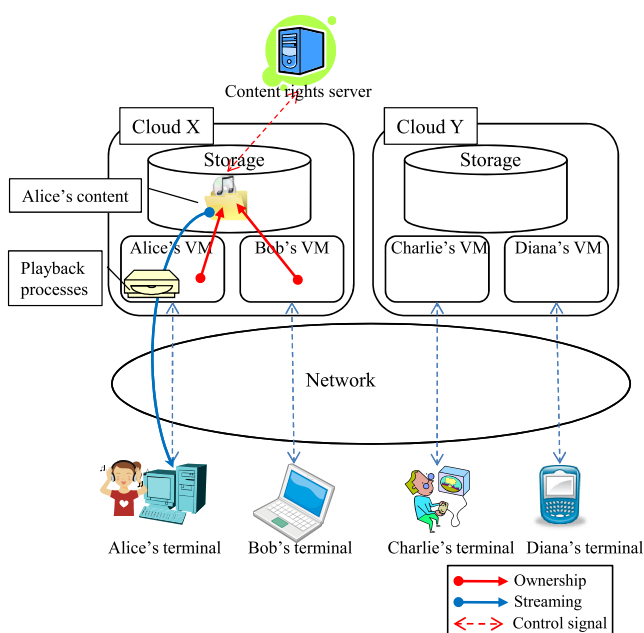 Content rights server
Cloud X
Cloud Y
Storage
Storage
Alice's content
Alice's VM
Bob's VM
Charlie's VM
Diana's VM
Playback
processes
Network
Alice's terminal
Bob's terminal
Charlie's terminal
Diana's terminal
Ownership
Streaming
Control signal